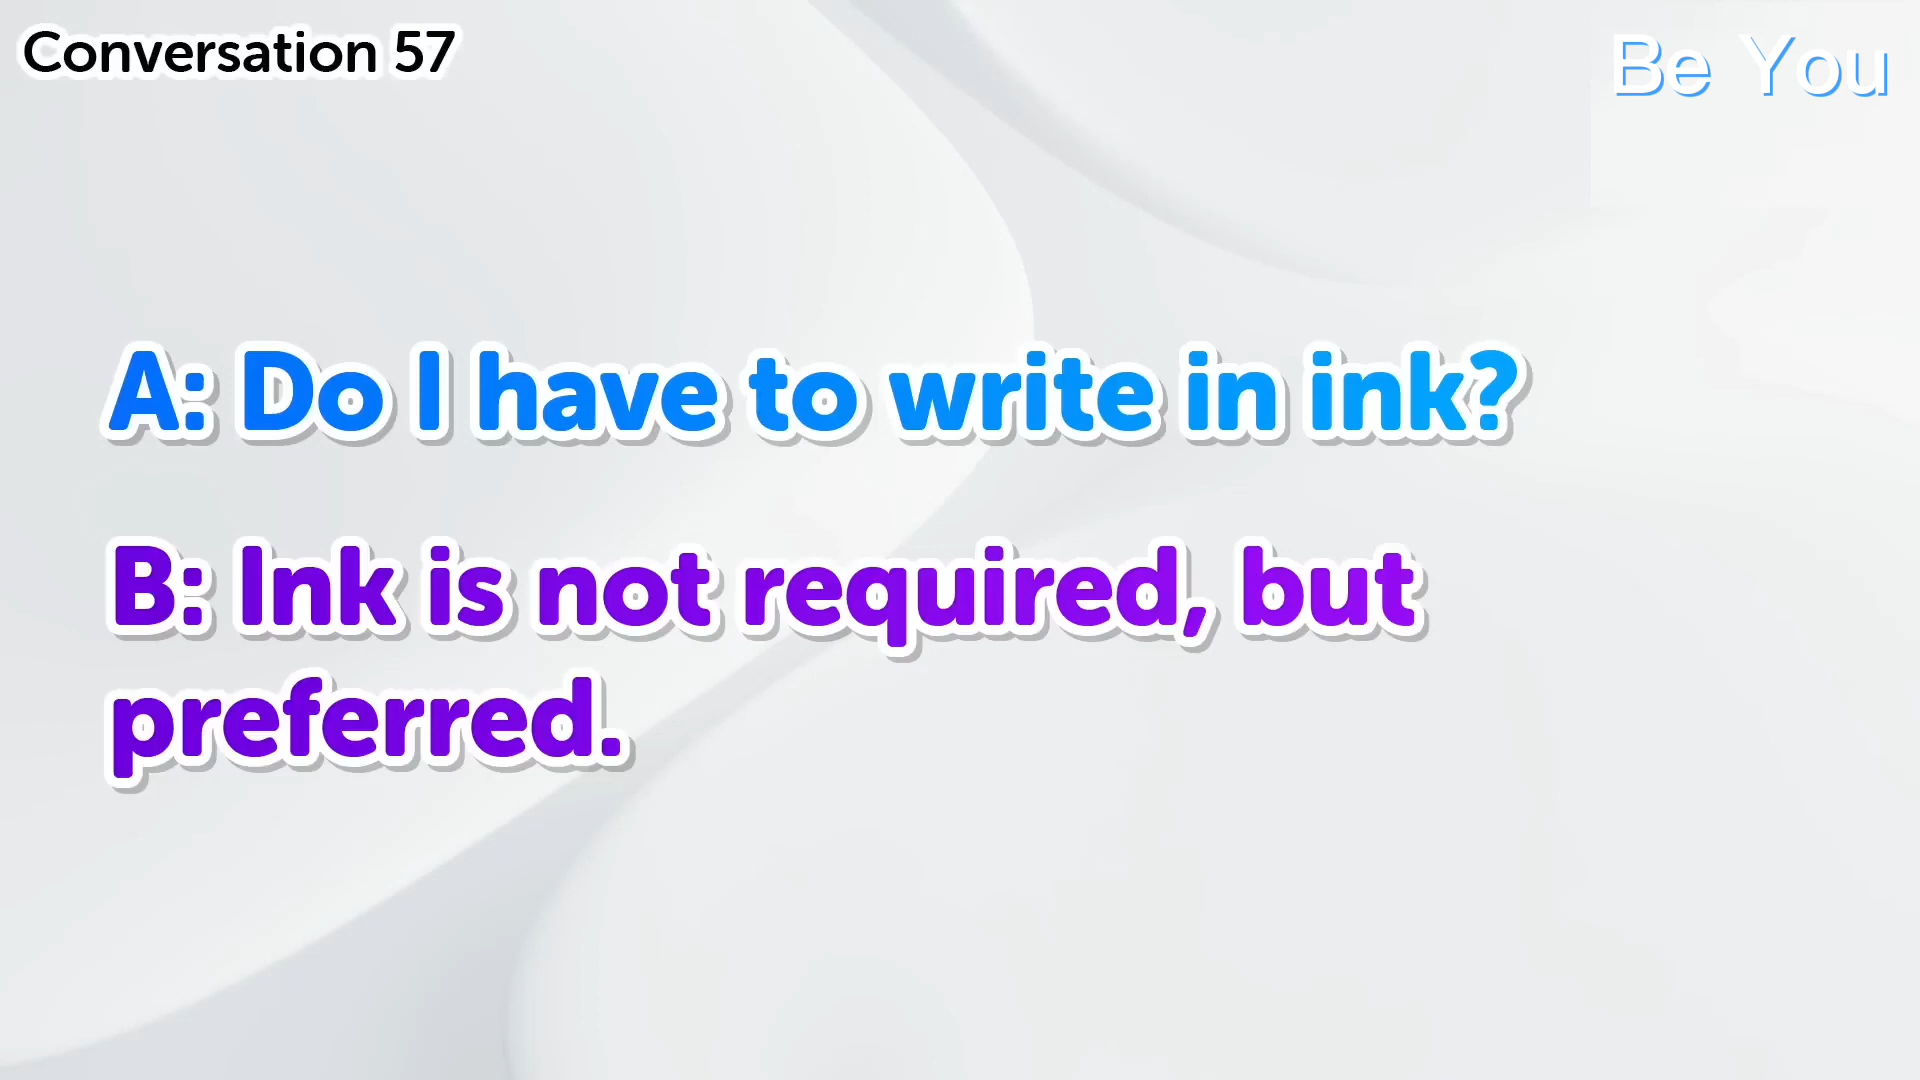 Conversation 57
Be You
A: Do I have to write in ink?
B: Ink is not required, but
preferred.